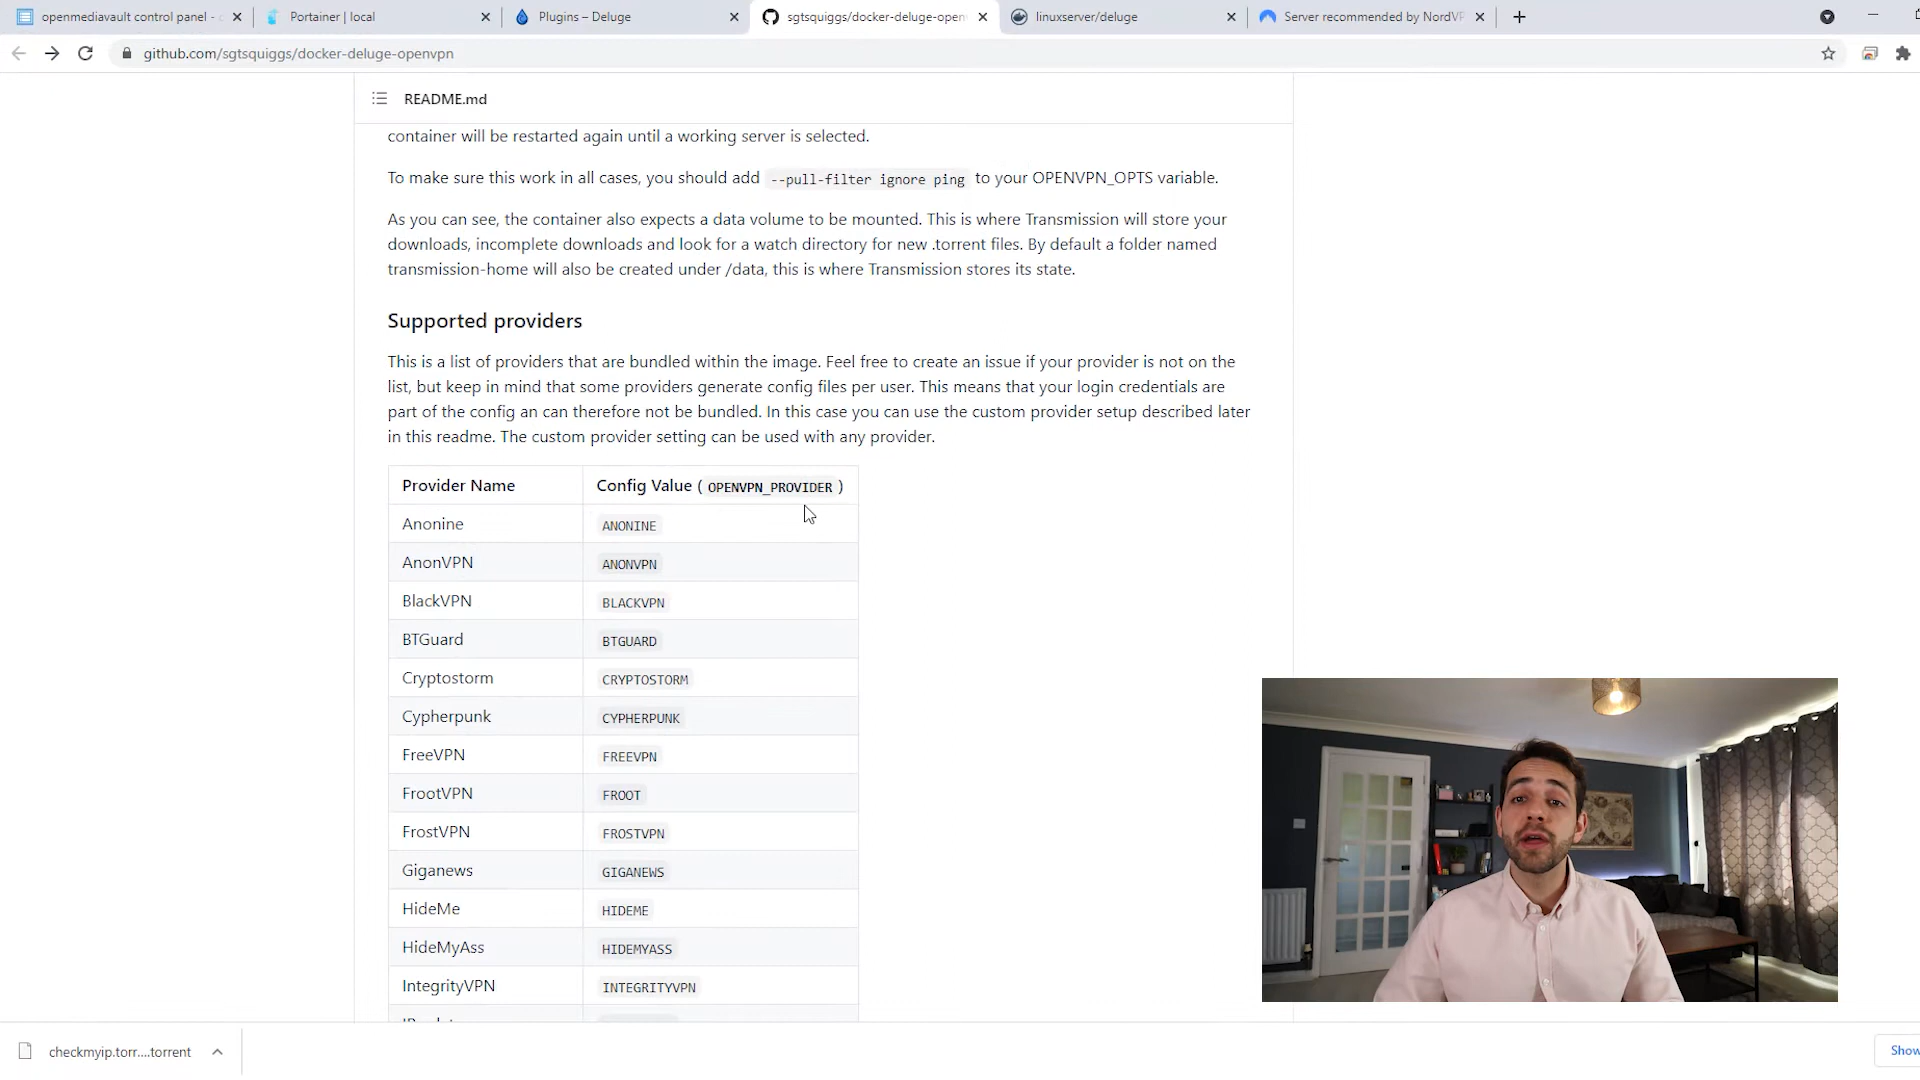 openmediavault control panel -
Portainer | local
Plugins – Deluge
sgtsquiggs/docker-deluge-open
linuxserver/deluge
Server recommended by NordVP
github.com/sgtsquiggs/docker-deluge-openvpn
README.md
container will be restarted again until a working server is selected.
To make sure this work in all cases, you should add --pull-filter ignore ping to your OPENVPN_OPTS variable.
As you can see, the container also expects a data volume to be mounted. This is where Transmission will store your
downloads, incomplete downloads and look for a watch directory for new .torrent files. By default a folder named
transmission-home will also be created under /data, this is where Transmission stores its state.
Supported providers
This is a list of providers that are bundled within the image. Feel free to create an issue if your provider is not on the
list, but keep in mind that some providers generate config files per user. This means that your login credentials are
part of the config an can therefore not be bundled. In this case you can use the custom provider setup described later
in this readme. The custom provider setting can be used with any provider.
Provider Name Config Value ( OPENVPN_PROVIDER )
Anonine ANONINE
AnonVPN ANONVPN
BlackVPN BLACKVPN
BTGuard BTGUARD
Cryptostorm CRYPTOSTORM
Cypherpunk CYPHERPUNK
FreeVPN FREEVPN
FrootVPN FROOT
FrostVPN FROSTVPN
Giganews GIGANEWS
HideMe HIDEME
HideMyAss HIDEMYASS
IntegrityVPN INTEGRITYVPN
checkmyip.torr....torrent
Show